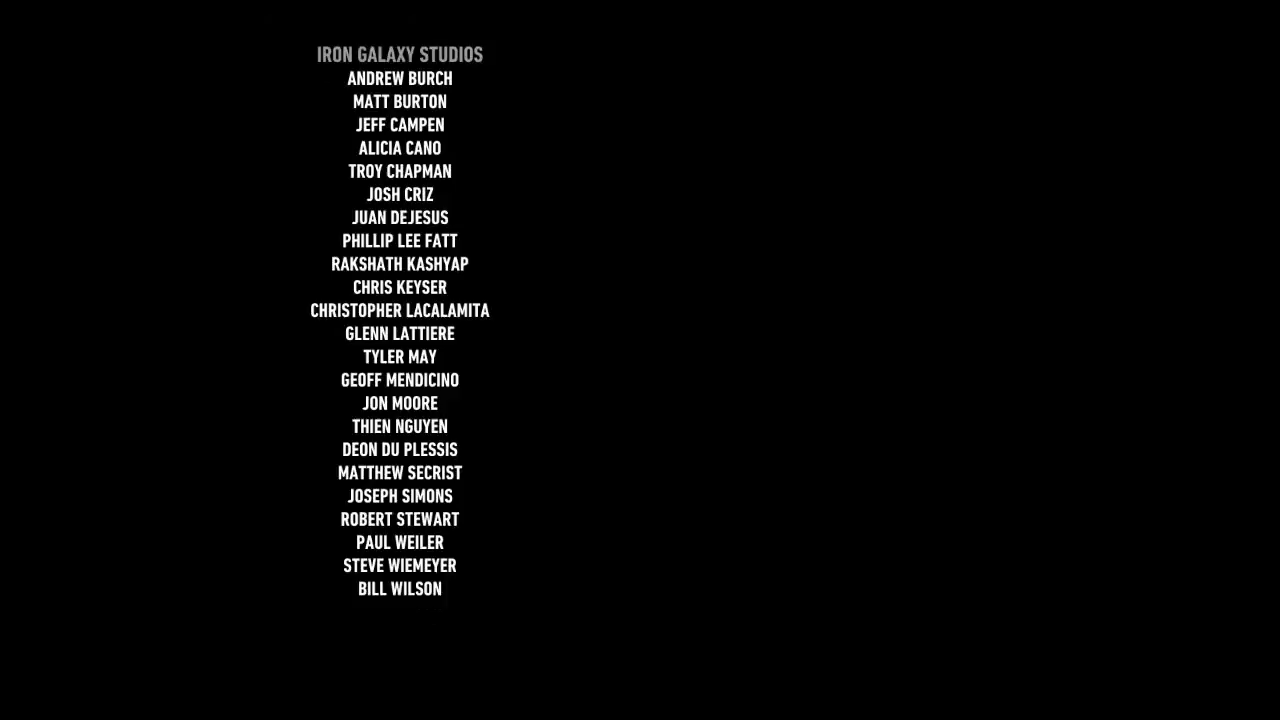 IRON GALAXY STUDIOS
ANDREW BURCH
MATT BURTON
JEFF CAMPEN
ALICIA CANO
TROY CHAPMAN
JOSH CRIZ
JUAN DEJESUS
PHILLIP LEE FATT
RAKSHATH KASHYAP
CHRIS KEYSER
CHRISTOPHER LACALAMITA
GLENN LATTIERE
TYLER MAY
GEOFF MENDICINO
JON MOORE
THIEN NGUYEN
DEON DU PLESSIS
MATTHEW SECRIST
JOSEPH SIMONS
ROBERT STEWART
PAUL WEILER
STEVE WIEMEYER
BILL WILSON